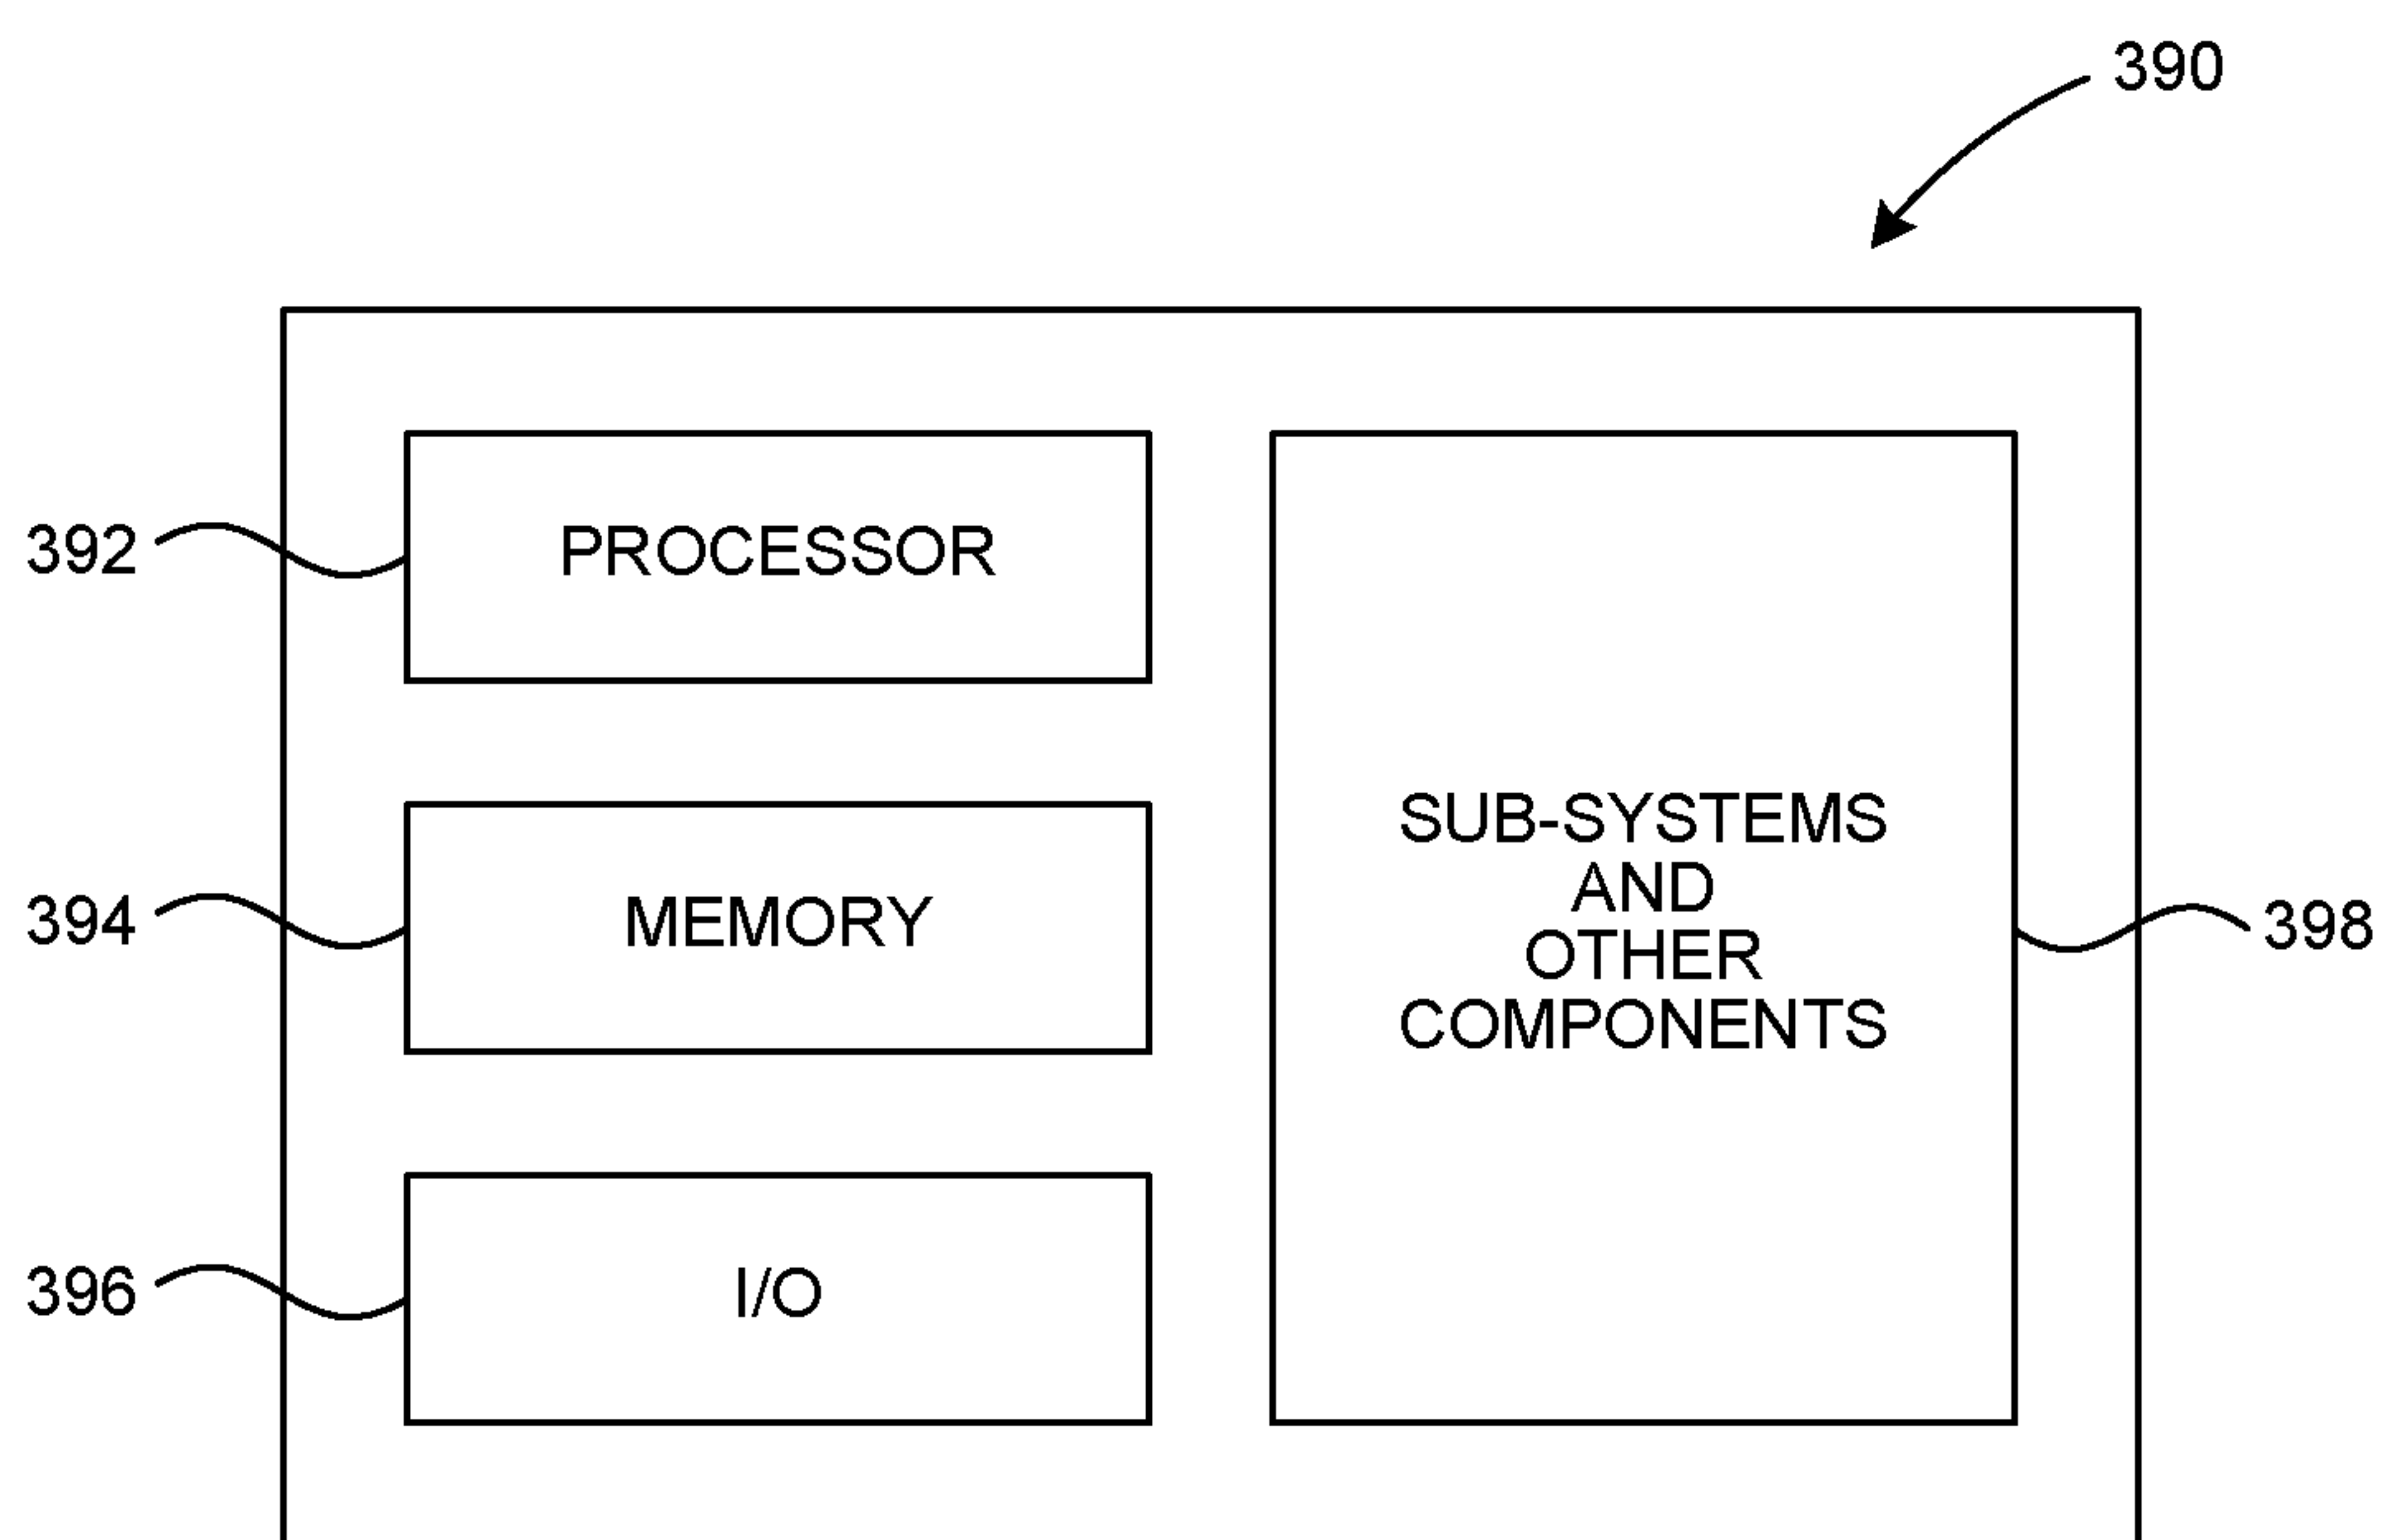 390
392
PROCESSOR
394
MEMORY
396
I/O
SUB-SYSTEMS
AND
OTHER
COMPONENTS
398